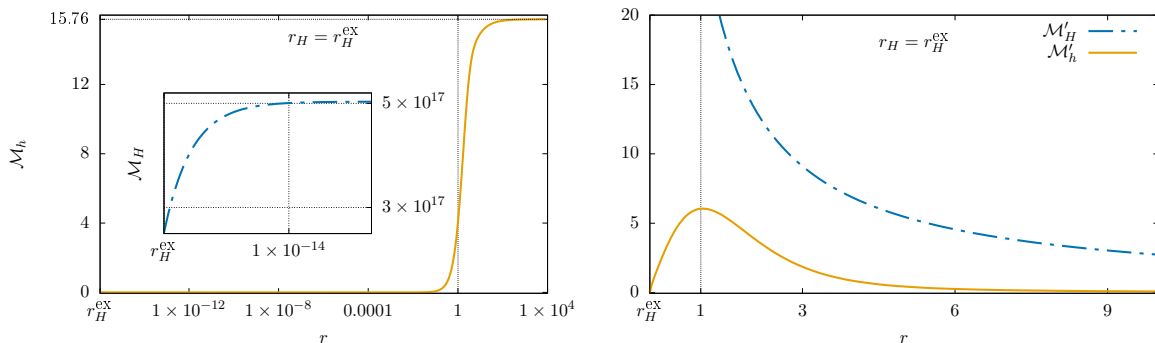 15.76
12
8
4
0
ℳ_h
r_H = r_H^ex
ℳ_H
5 × 10^17
3 × 10^17
r_H^ex
1 × 10^−14
r_H^ex
1 × 10^−12
1 × 10^−8
0.0001
1
1 × 10^4
r
20
15
10
5
0
r_H = r_H^ex
ℳ′_H
ℳ′_h
r_H^ex
1
3
6
9
r